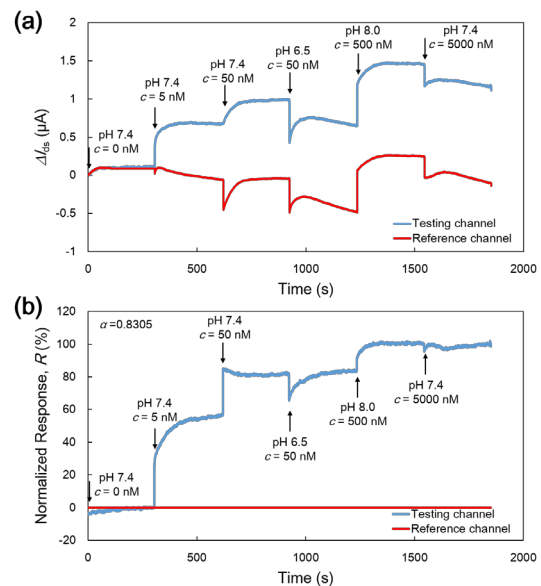 (a)
1.5
1
0.5
0
-0.5
-1
ΔIds (µA)
pH 7.4
c = 0 nM
pH 7.4
c = 5 nM
pH 7.4
c = 50 nM
pH 6.5
c = 50 nM
pH 8.0
c = 500 nM
pH 7.4
c = 5000 nM
Testing channel
Reference channel
0 500 1000 1500 2000
Time (s)
(b)
120
100
80
60
40
20
0
-20
Normalized Response, R (%)
α=0.8305
pH 7.4
c = 0 nM
pH 7.4
c = 5 nM
pH 7.4
c = 50 nM
pH 6.5
c = 50 nM
pH 8.0
c = 500 nM
pH 7.4
c = 5000 nM
Testing channel
Reference channel
0 500 1000 1500 2000
Time (s)